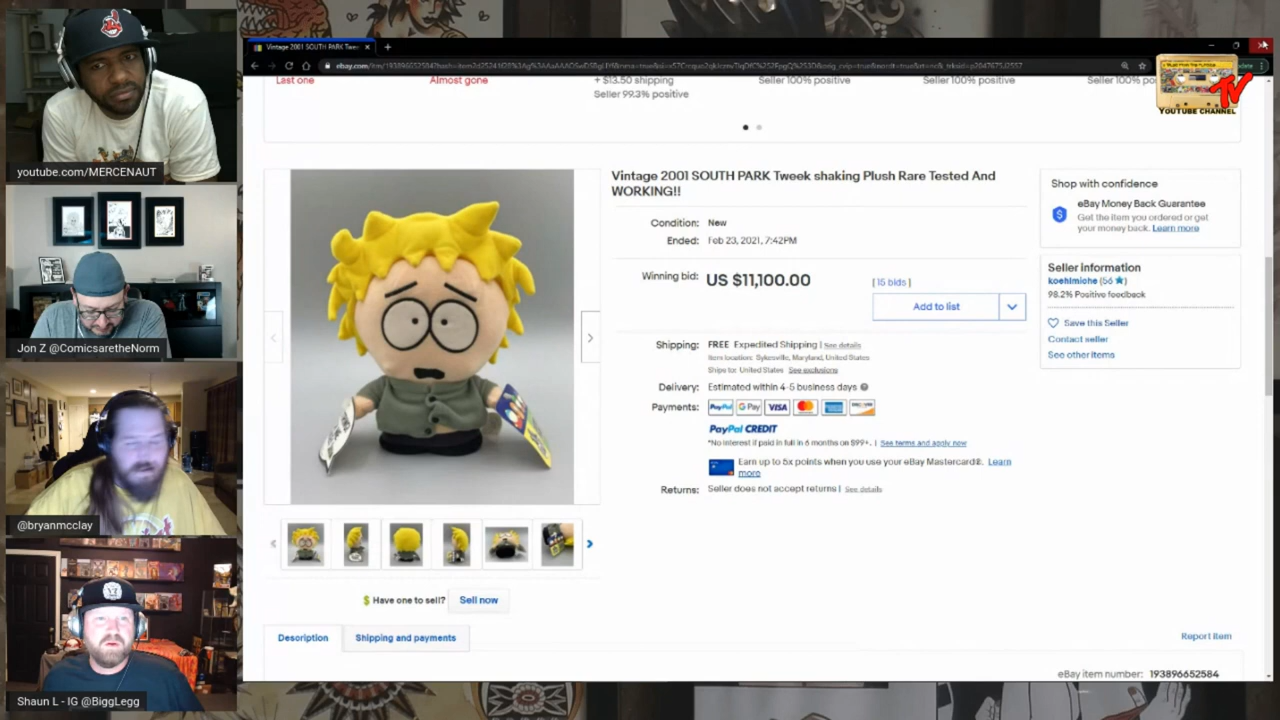 youtube.com/MERCENAUT
Jon Z @ComicsaretheNorm
@bryanmcclay
Shaun L - IG @BiggLegg
Vintage 2001 SOUTH PARK Twee
TV
YOUTUBE CHANNEL
Last one
Almost gone
+ $13.50 shipping
Seller 99.3% positive
Seller 100% positive
Seller 100% positive
Seller 100% po
Vintage 2001 SOUTH PARK Tweek shaking Plush Rare Tested And
WORKING!!
Condition: New
Ended: Feb 23, 2021, 7:42PM
Winning bid: US $11,100.00
[ 15 bids ]
Add to list
Shipping: FREE Expedited Shipping | See details
Item location: Sykesville, Maryland, United States
Ships to: United States See exclusions
Delivery: Estimated within 4-5 business days
Payments: PayPal G Pay VISA
PayPal CREDIT
*No interest if paid in full in 6 months on $99+. | See terms and apply now
Earn up to 5x points when you use your eBay Mastercard®. Learn
more
Returns: Seller does not accept returns | See details
Shop with confidence
eBay Money Back Guarantee
Get the item you ordered or get
your money back. Learn more
Seller information
koehlmiche (56)
98.2% Positive feedback
Save this Seller
Contact seller
See other items
Have one to sell? Sell now
Description
Shipping and payments
Report item
eBay item number: 193896652584